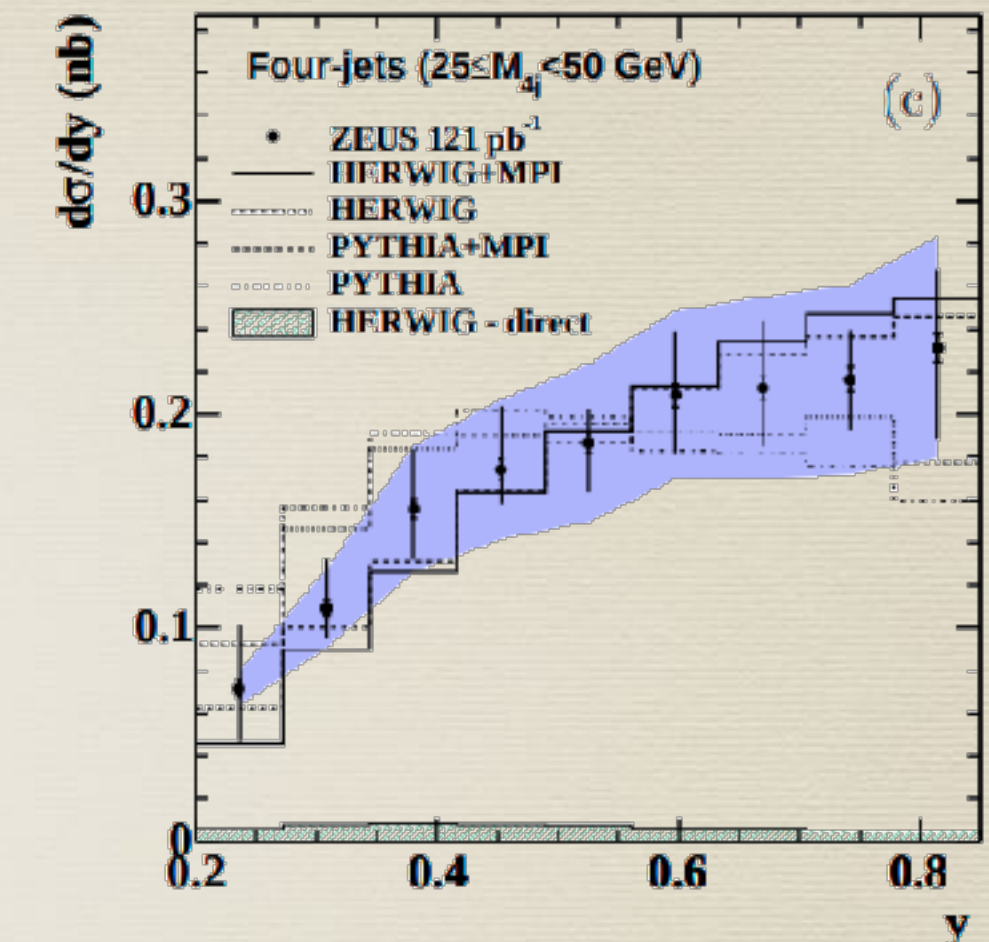 dσ/dy (nb)
Four-jets (25≤M4j<50 GeV)
(c)
ZEUS 121 pb-1
HERWIG+MPI
HERWIG
PYTHIA+MPI
PYTHIA
HERWIG - direct
0.3
0.2
0.1
0
0.2 0.4 0.6 0.8
y